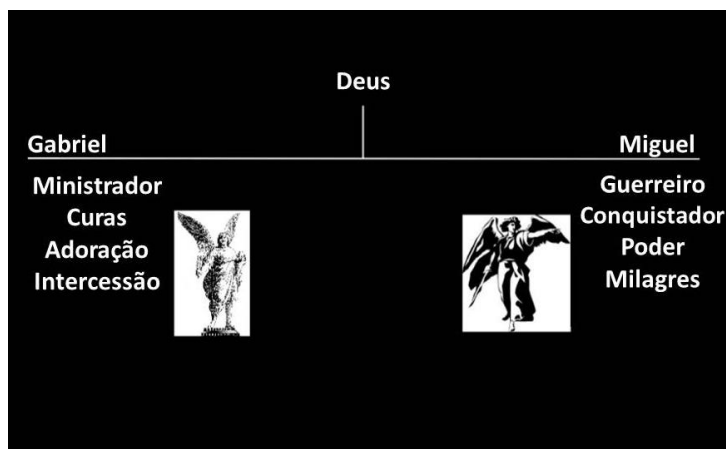 Deus
Gabriel
Ministrador
Curas
Adoração
Intercessão
Miguel
Guerreiro
Conquistador
Poder
Milagres